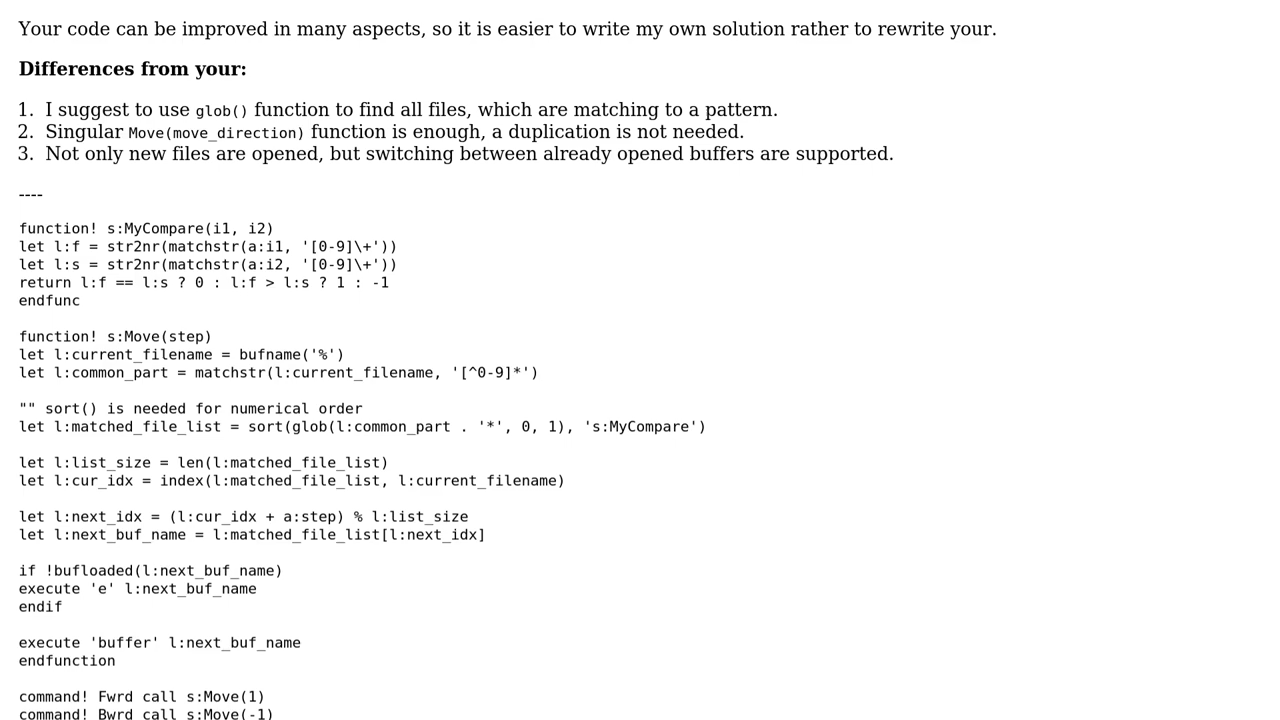 Your code can be improved in many aspects, so it is easier to write my own solution rather to rewrite your.
Differences from your:
1. I suggest to use glob() function to find all files, which are matching to a pattern.
2. Singular Move(move_direction) function is enough, a duplication is not needed.
3. Not only new files are opened, but switching between already opened buffers are supported.
----
function! s:MyCompare(i1, i2)
let l:f = str2nr(matchstr(a:i1, '[0-9]\+'))
let l:s = str2nr(matchstr(a:i2, '[0-9]\+'))
return l:f == l:s ? 0 : l:f > l:s ? 1 : -1
endfunc
function! s:Move(step)
let l:current_filename = bufname('%')
let l:common_part = matchstr(l:current_filename, '[^0-9]*')
"" sort() is needed for numerical order
let l:matched_file_list = sort(glob(l:common_part . '*', 0, 1), 's:MyCompare')
let l:list_size = len(l:matched_file_list)
let l:cur_idx = index(l:matched_file_list, l:current_filename)
let l:next_idx = (l:cur_idx + a:step) % l:list_size
let l:next_buf_name = l:matched_file_list[l:next_idx]
if !bufloaded(l:next_buf_name)
execute 'e' l:next_buf_name
endif
execute 'buffer' l:next_buf_name
endfunction
command! Fwrd call s:Move(1)
command! Bwrd call s:Move(-1)